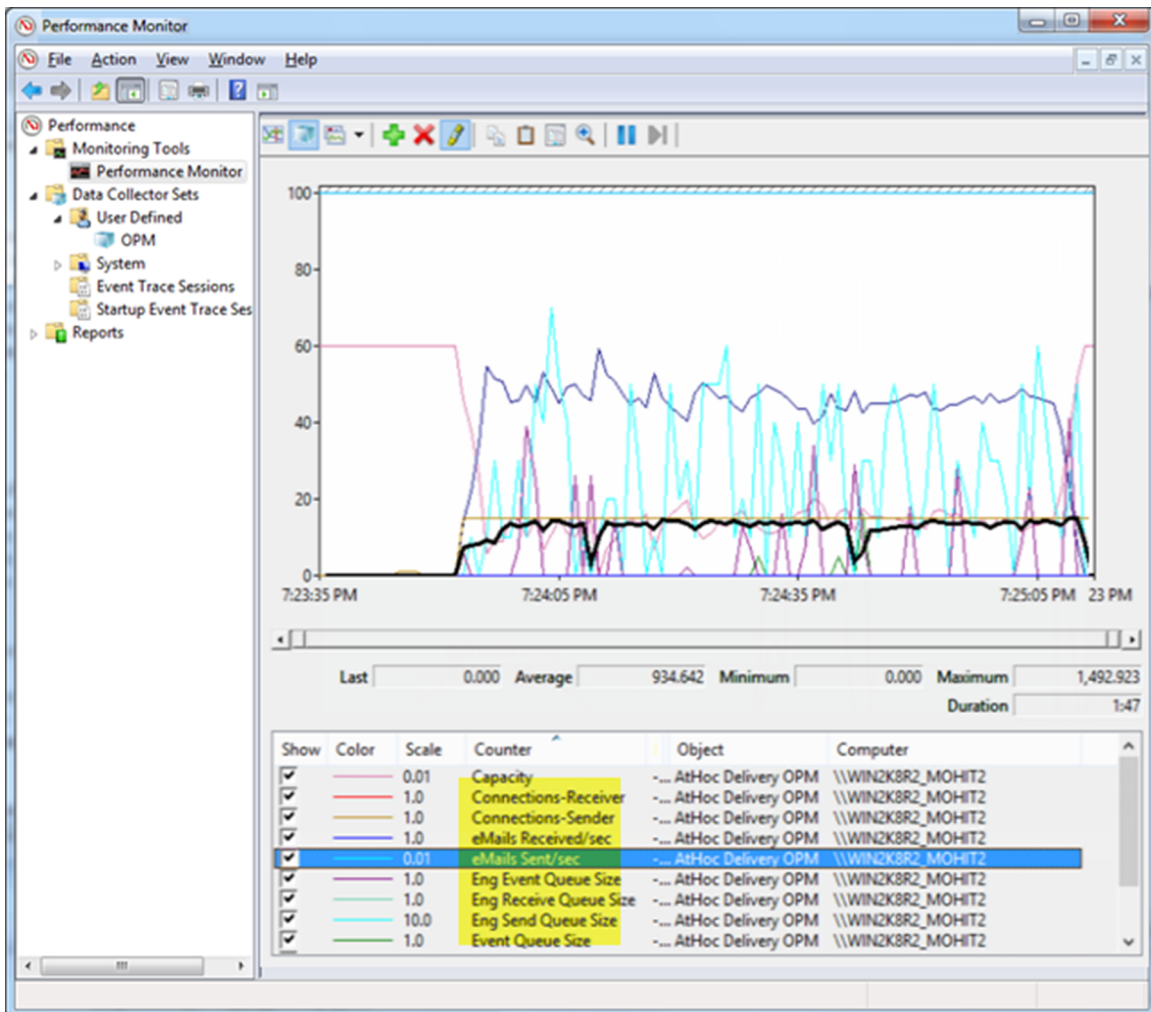 Performance Monitor
File Action View Window Help
Performance
Monitoring Tools
Performance Monitor
Data Collector Sets
User Defined
OPM
System
Event Trace Sessions
Startup Event Trace Ses
Reports
100
80
60
40
20
0
7:23:35 PM 7:24:05 PM 7:24:35 PM 7:25:05 PM 23 PM
Last 0.000 Average 934.642 Minimum 0.000 Maximum 1,492.923
Duration 1:47
Show Color Scale Counter Object Computer
0.01 Capacity -... AtHoc Delivery OPM \\WIN2K8R2_MOHIT2
1.0 Connections-Receiver -... AtHoc Delivery OPM \\WIN2K8R2_MOHIT2
1.0 Connections-Sender -... AtHoc Delivery OPM \\WIN2K8R2_MOHIT2
1.0 eMails Received/sec -... AtHoc Delivery OPM \\WIN2K8R2_MOHIT2
0.01 eMails Sent/sec -... AtHoc Delivery OPM \\WIN2K8R2_MOHIT2
1.0 Eng Event Queue Size -... AtHoc Delivery OPM \\WIN2K8R2_MOHIT2
1.0 Eng Receive Queue Size -... AtHoc Delivery OPM \\WIN2K8R2_MOHIT2
10.0 Eng Send Queue Size -... AtHoc Delivery OPM \\WIN2K8R2_MOHIT2
1.0 Event Queue Size -... AtHoc Delivery OPM \\WIN2K8R2_MOHIT2